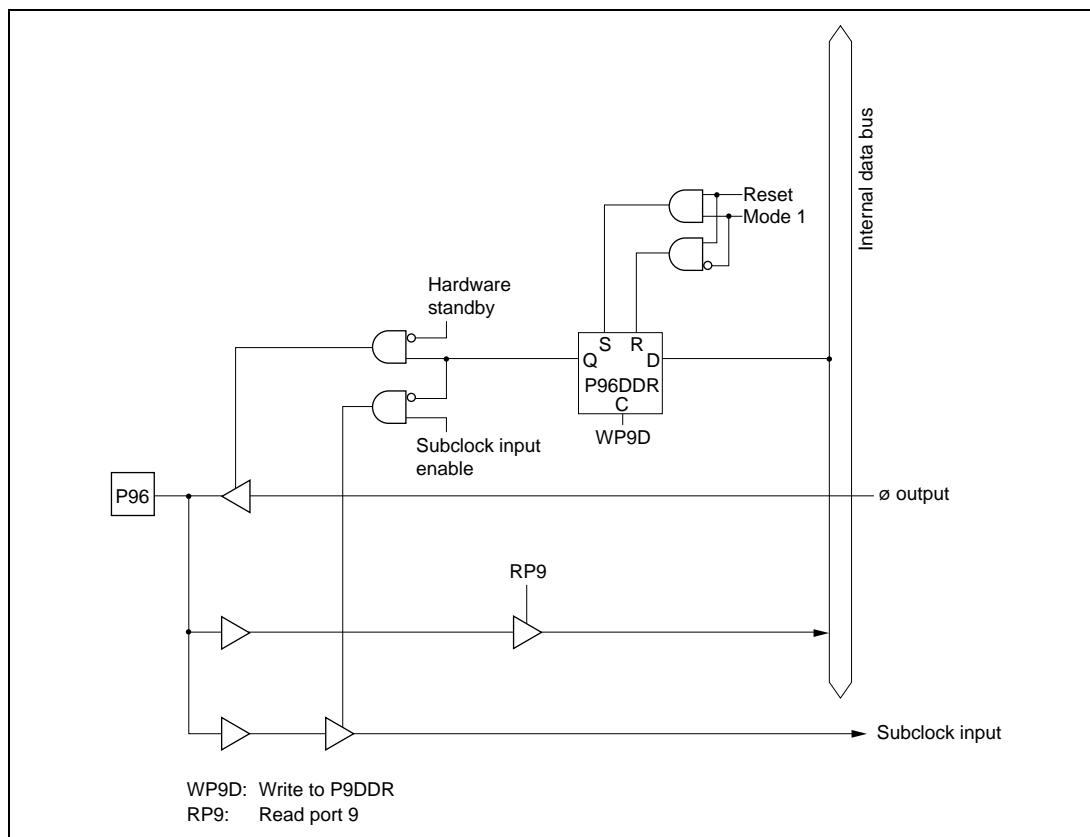 Internal data bus
Reset
Mode 1
Hardware
standby
S R
Q D
P96DDR
C
WP9D
Subclock input
enable
P96
ø output
RP9
Subclock input
WP9D: Write to P9DDR
RP9: Read port 9